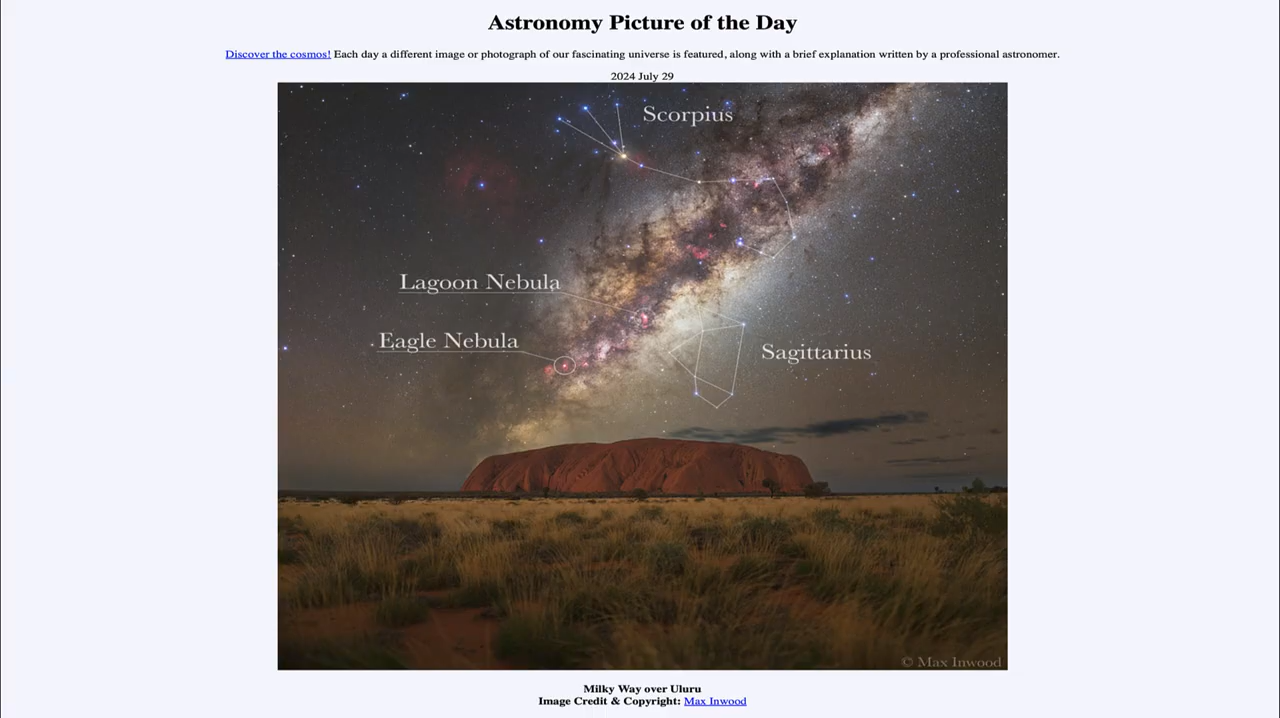 Astronomy Picture of the Day
Discover the cosmos! Each day a different image or photograph of our fascinating universe is featured, along with a brief explanation written by a professional astronomer.
2024 July 29
Scorpius
Lagoon Nebula
Eagle Nebula
Sagittarius
© Max Inwood
Milky Way over Uluru
Image Credit & Copyright: Max Inwood